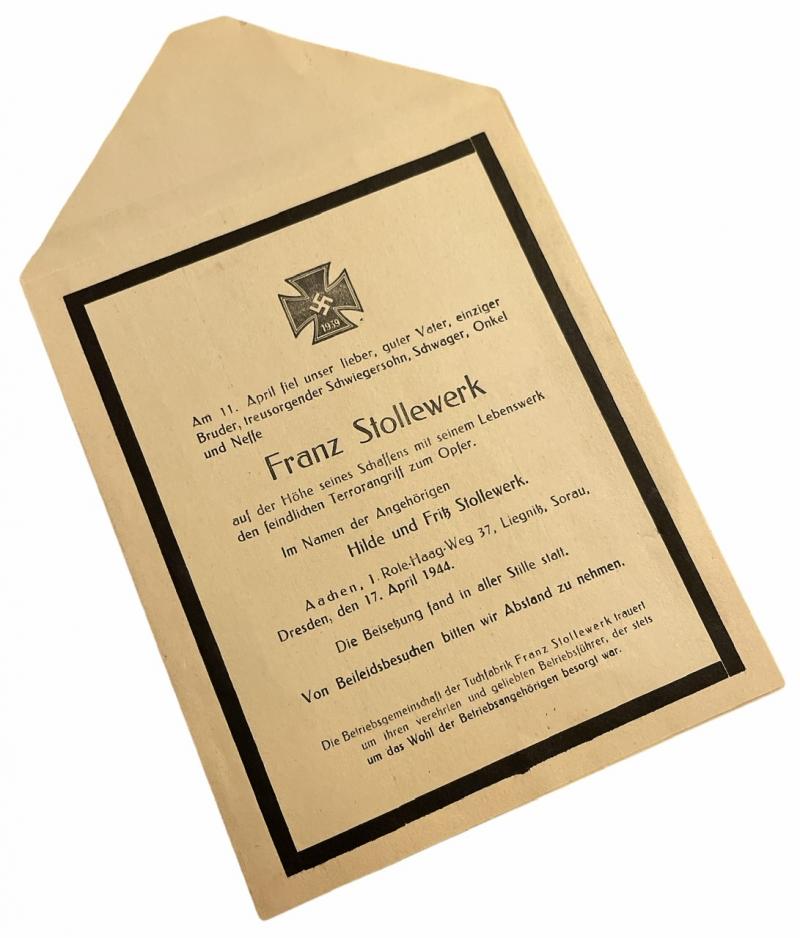 1939
Am 11. April fiel unser lieber, guter Vater, einziger
Bruder, treusorgender Schwiegersohn, Schwager, Onkel
und Neffe
Franz Stollewerk
auf der Höhe seines Schaffens mit seinem Lebenswerk
den feindlichen Terrorangriff zum Opfer.
Im Namen der Angehörigen
Hilde und Fritz Stollewerk.
Aachen, 1. Rote-Haag-Weg 37, Liegnitz, Sorau,
Dresden, den 17. April 1944.
Die Beisetzung fand in aller Stille statt.
Von Beileidsbesuchen bitten wir Abstand zu nehmen.
Die Betriebsgemeinschaft der Tuchfabrik Franz Stollewerk trauert
um ihren verehrten und geliebten Betriebsführer, der stets
um das Wohl der Betriebsangehörigen besorgt war.